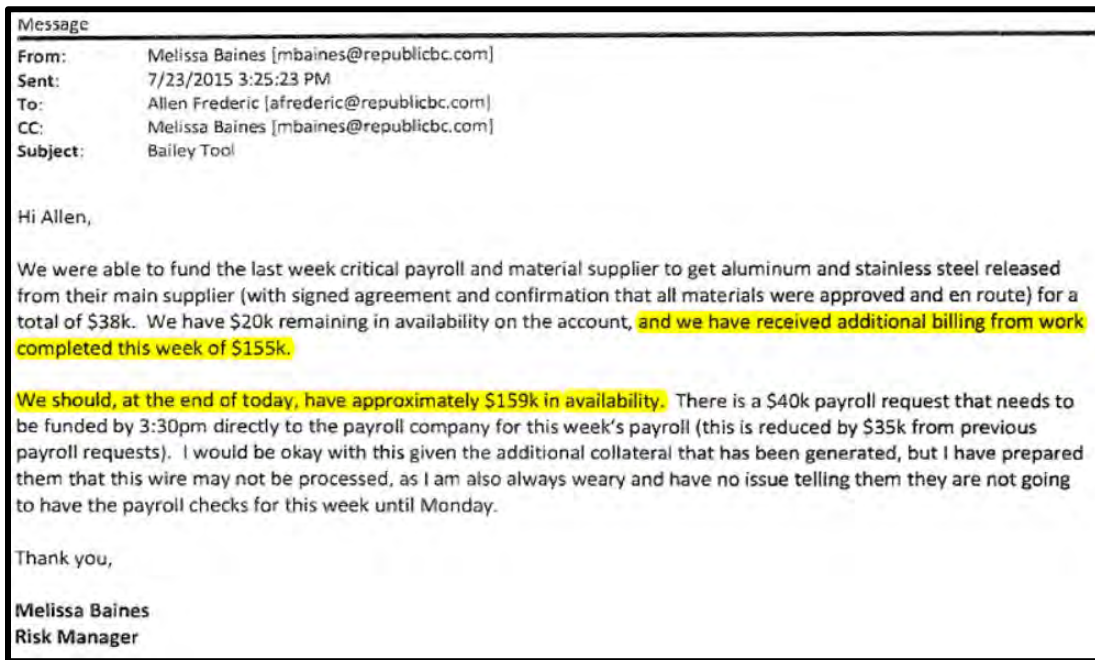 Message
From: Melissa Baines [mbaines@republicbc.com]
Sent: 7/23/2015 3:25:23 PM
To: Allen Frederic [afrederic@republicbc.com]
CC: Melissa Baines [mbaines@republicbc.com]
Subject: Bailey Tool
Hi Allen,
We were able to fund the last week critical payroll and material supplier to get aluminum and stainless steel released
from their main supplier (with signed agreement and confirmation that all materials were approved and en route) for a
total of $38k. We have $20k remaining in availability on the account, and we have received additional billing from work
completed this week of $155k.
We should, at the end of today, have approximately $159k in availability. There is a $40k payroll request that needs to
be funded by 3:30pm directly to the payroll company for this week's payroll (this is reduced by $35k from previous
payroll requests). I would be okay with this given the additional collateral that has been generated, but I have prepared
them that this wire may not be processed, as I am also always weary and have no issue telling them they are not going
to have the payroll checks for this week until Monday.
Thank you,
Melissa Baines
Risk Manager